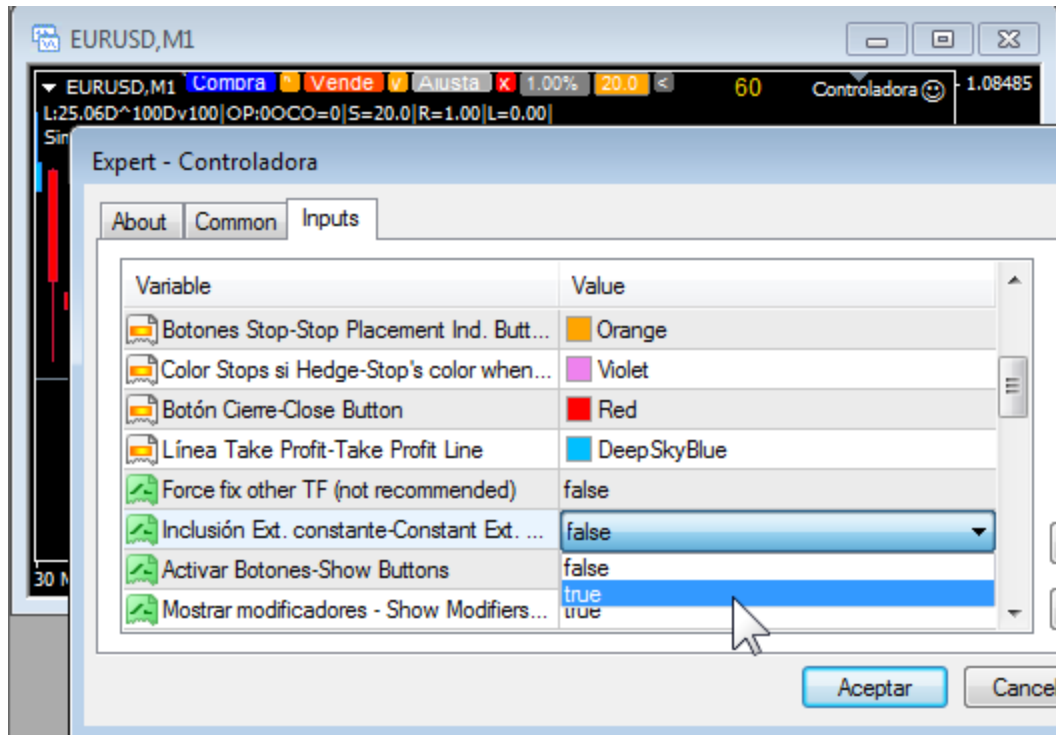 EURUSD,M1
EURUSD,M1 Compra ^ Vende v Ajusta x 1.00% 20.0 < 60 Controladora 1.08485
L:25.06D^100Dv100|OP:0OCO=0|S=20.0|R=1.00|L=0.00|
Expert - Controladora
About Common Inputs
Variable Value
Botones Stop-Stop Placement Ind. Butt... Orange
Color Stops si Hedge-Stop's color when... Violet
Botón Cierre-Close Button Red
Línea Take Profit-Take Profit Line DeepSkyBlue
Force fix other TF (not recommended) false
Inclusión Ext. constante-Constant Ext. ... false
Activar Botones-Show Buttons false
true
Mostrar modificadores - Show Modifiers... true
30
Aceptar Cancel